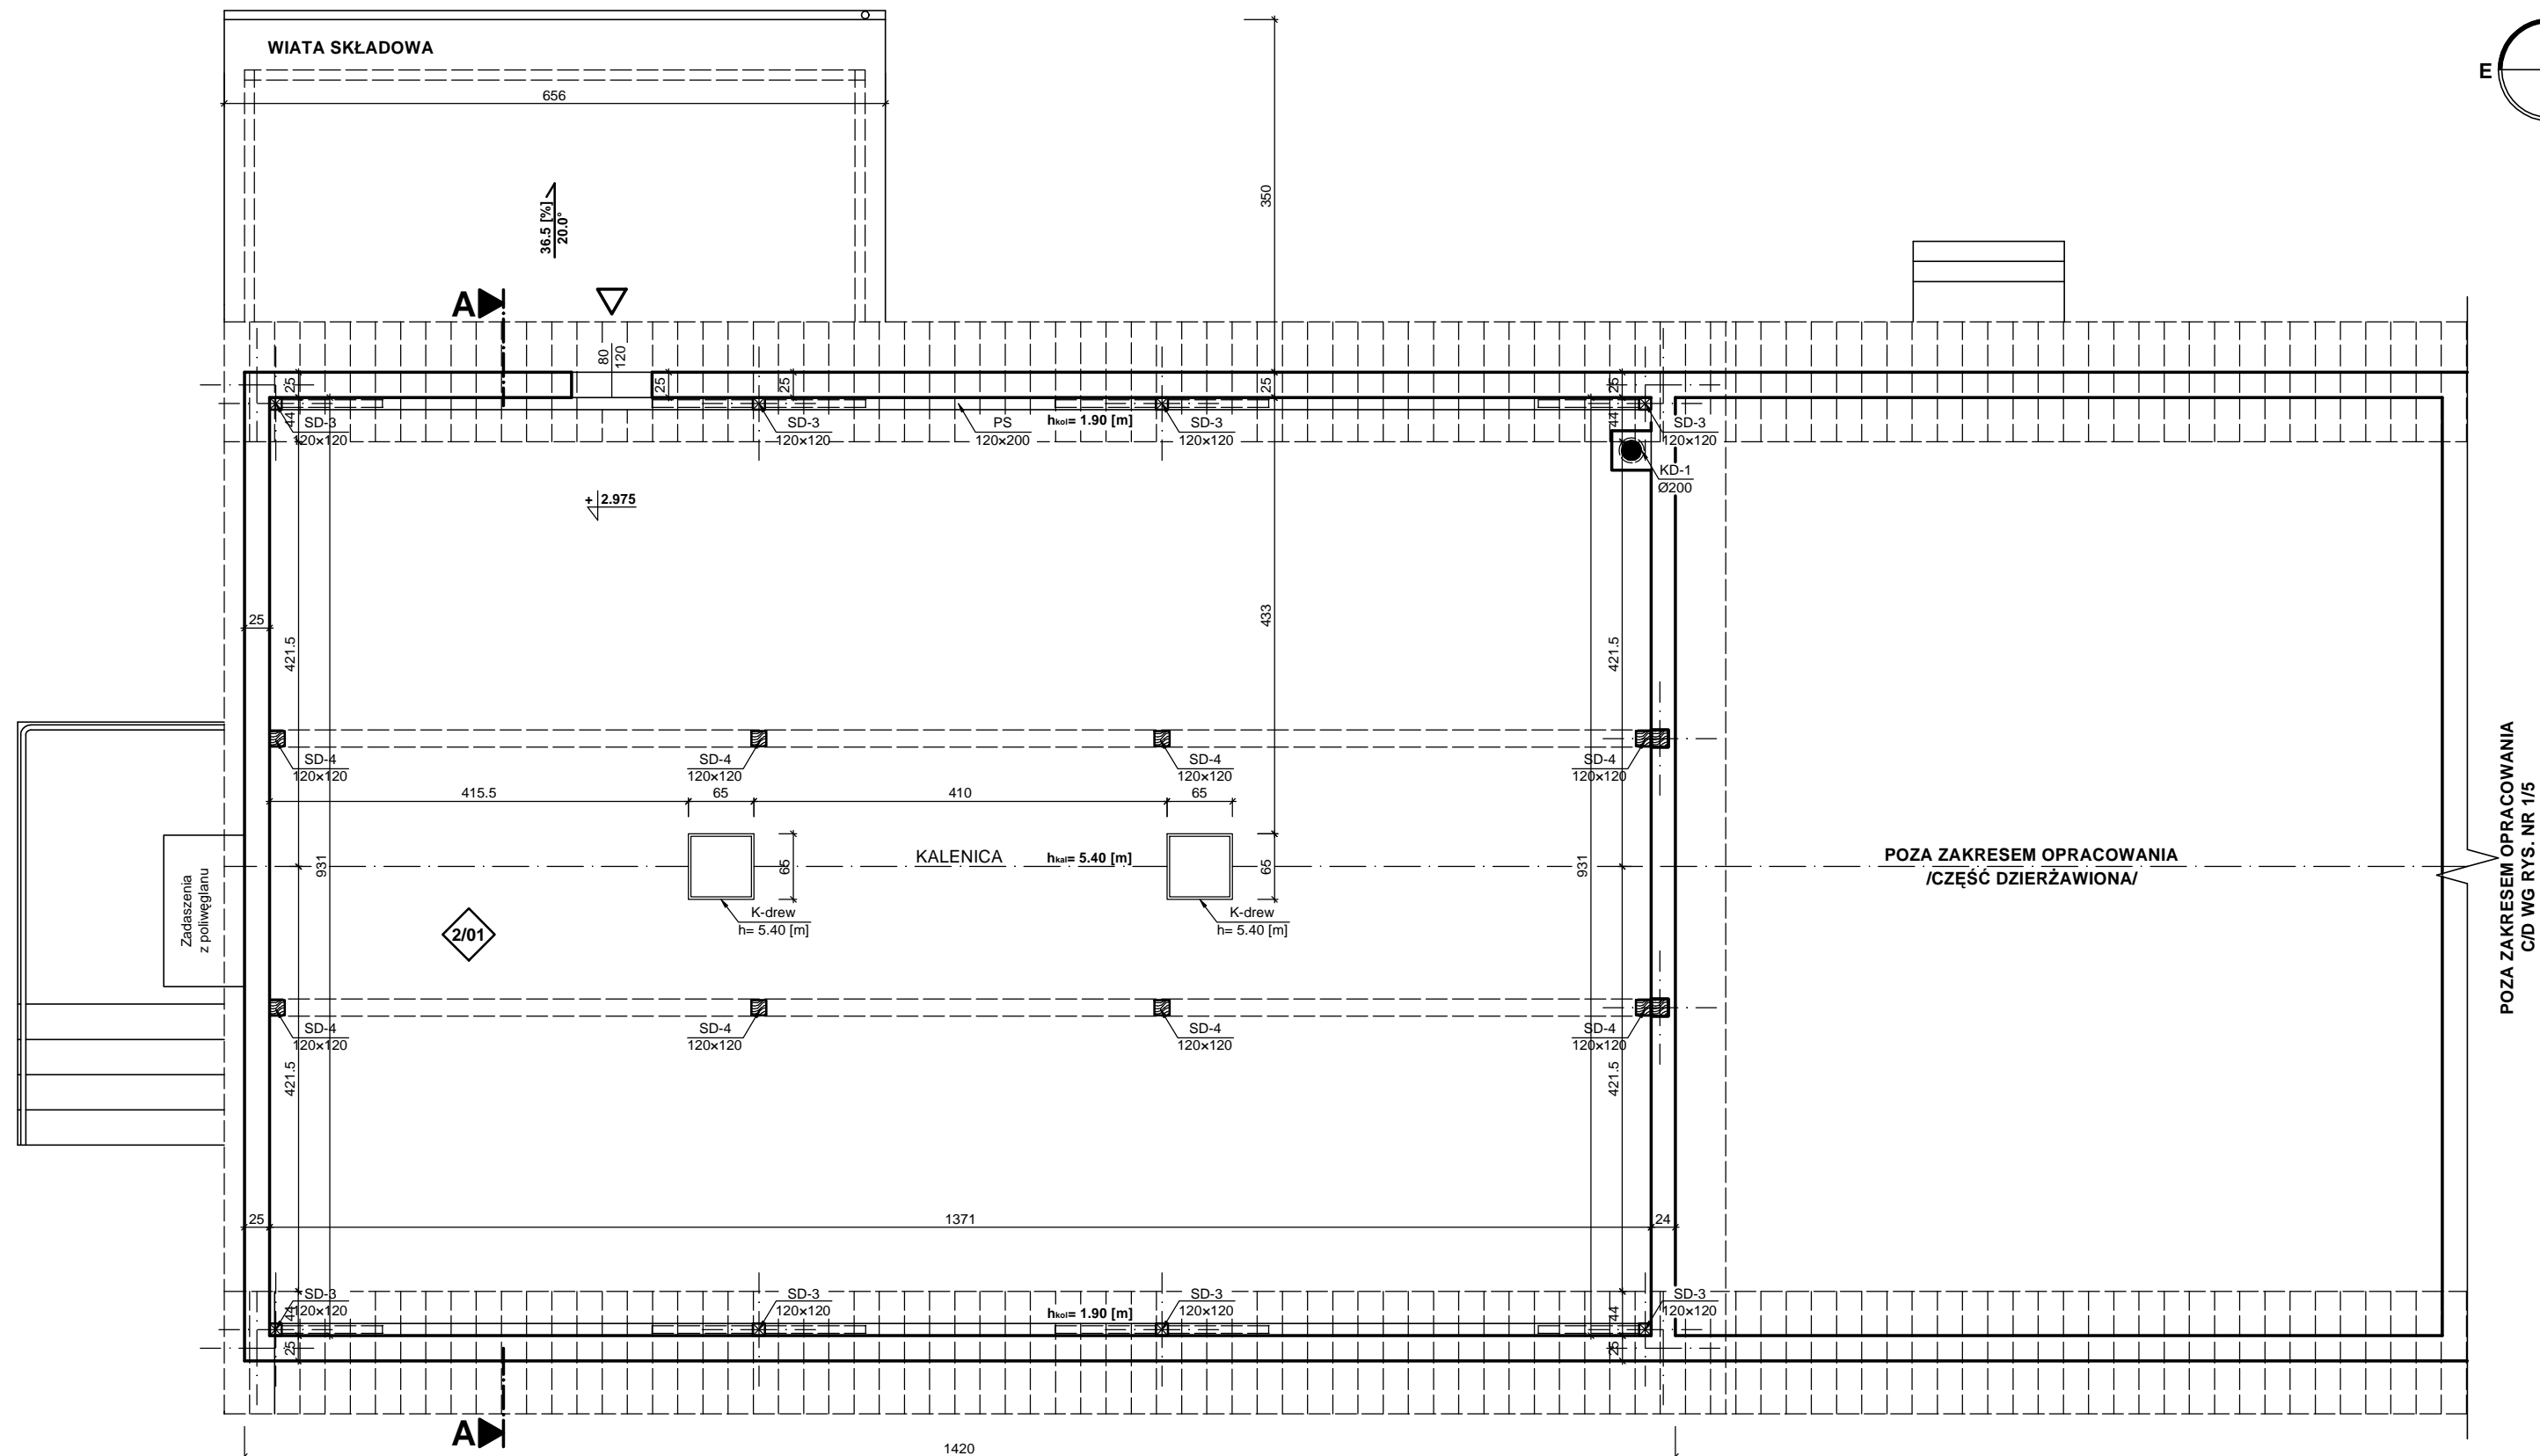 WIATA SKŁADOWA
E
656
350
36.5 [%]
20.0°
A
80
120
25
25
25
25
25
44
44
SD-3
120×120
SD-3
120×120
PS
120×200
hkol= 1.90 [m]
SD-3
120×120
SD-3
120×120
KD-1
Ø200
+ 2.975
25
421.5
433
421.5
SD-4
120×120
SD-4
120×120
SD-4
120×120
SD-4
120×120
415.5
65
410
65
Zadaszenia
z poliwęglanu
931
65
KALENICA
hkal= 5.40 [m]
65
931
POZA ZAKRESEM OPRACOWANIA
/CZĘŚĆ DZIERŻAWIONA/
POZA ZAKRESEM OPRACOWANIA
C/D WG RYS. NR 1/5
K-drew
h= 5.40 [m]
K-drew
h= 5.40 [m]
2/01
SD-4
120×120
SD-4
120×120
SD-4
120×120
SD-4
120×120
421.5
421.5
25
1371
24
SD-3
120×120
SD-3
120×120
hkol= 1.90 [m]
SD-3
120×120
SD-3
120×120
44
44
25
25
A
1420